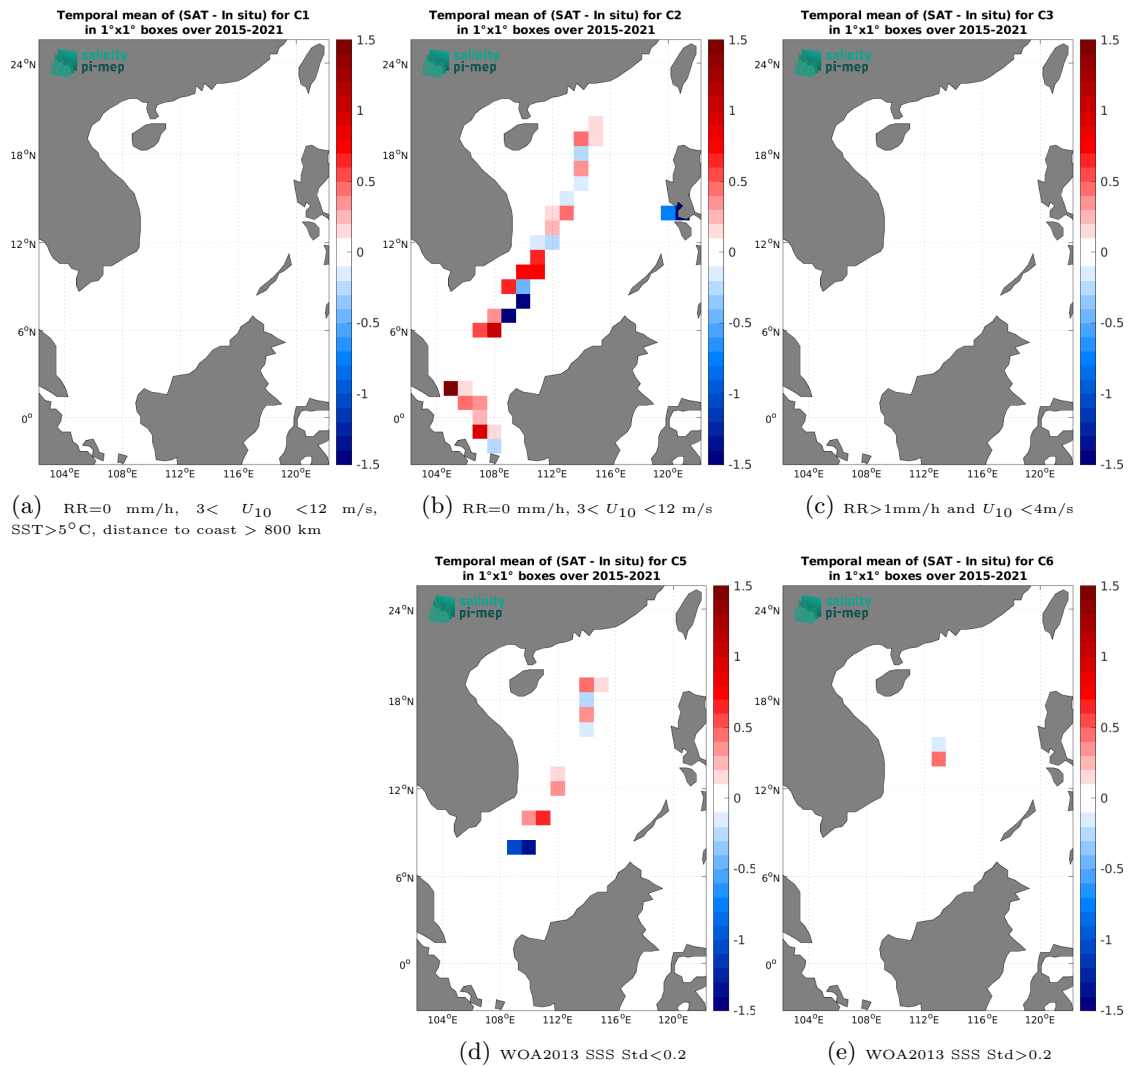 Temporal mean of (SAT - In situ) for C1
in 1°x1° boxes over 2015-2021
salinity
pi-mep
24°N
18°N
12°N
6°N
0°
104°E
108°E
112°E
116°E
120°E
1.5
1
0.5
0
-0.5
-1
-1.5
(a) RR=0 mm/h, 3< U10 <12 m/s,
SST>5°C, distance to coast > 800 km
Temporal mean of (SAT - In situ) for C2
in 1°x1° boxes over 2015-2021
salinity
pi-mep
24°N
18°N
12°N
6°N
0°
104°E
108°E
112°E
116°E
120°E
1.5
1
0.5
0
-0.5
-1
-1.5
(b) RR=0 mm/h, 3< U10 <12 m/s
Temporal mean of (SAT - In situ) for C3
in 1°x1° boxes over 2015-2021
salinity
pi-mep
24°N
18°N
12°N
6°N
0°
104°E
108°E
112°E
116°E
120°E
1.5
1
0.5
0
-0.5
-1
-1.5
(c) RR>1mm/h and U10 <4m/s
Temporal mean of (SAT - In situ) for C5
in 1°x1° boxes over 2015-2021
salinity
pi-mep
24°N
18°N
12°N
6°N
0°
104°E
108°E
112°E
116°E
120°E
1.5
1
0.5
0
-0.5
-1
-1.5
(d) WOA2013 SSS Std<0.2
Temporal mean of (SAT - In situ) for C6
in 1°x1° boxes over 2015-2021
salinity
pi-mep
24°N
18°N
12°N
6°N
0°
104°E
108°E
112°E
116°E
120°E
1.5
1
0.5
0
-0.5
-1
-1.5
(e) WOA2013 SSS Std>0.2